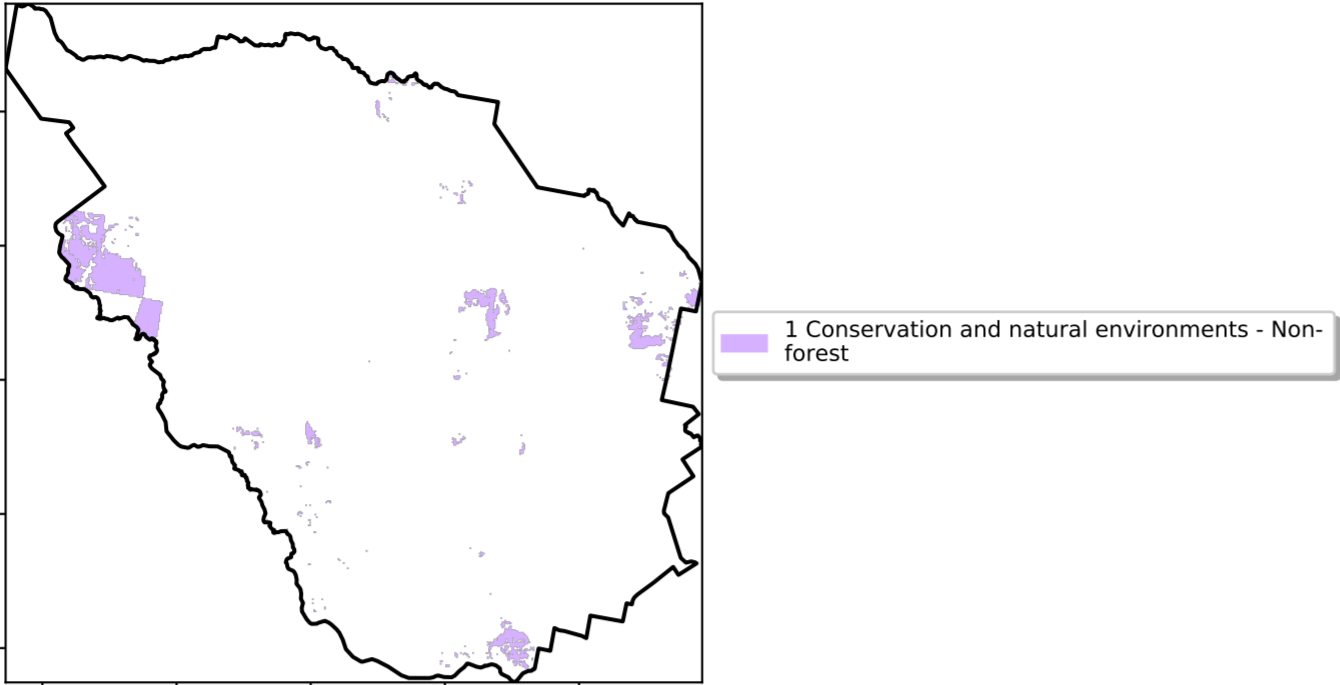 1 Conservation and natural environments - Non-
forest